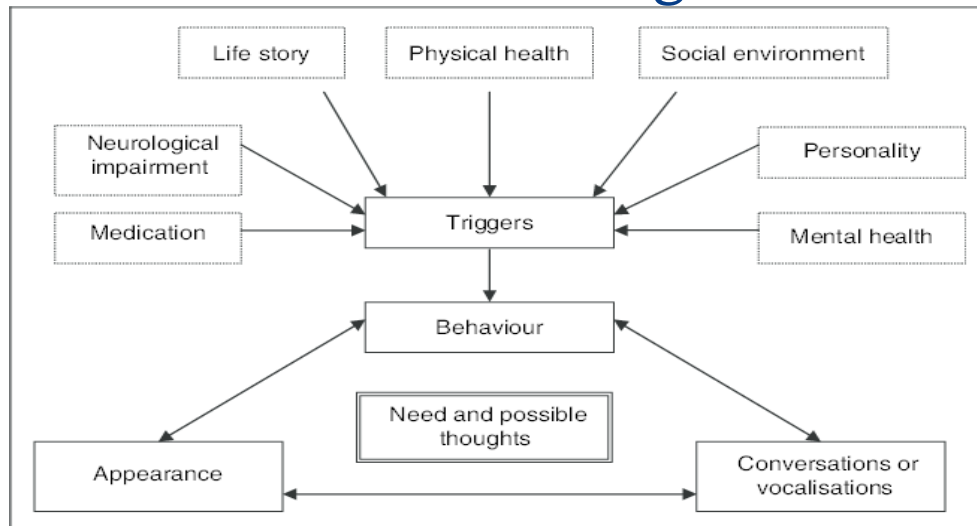 Life story
Physical health
Social environment
Neurological
impairment
Personality
Medication
Triggers
Mental health
Behaviour
Need and possible
thoughts
Appearance
Conversations or
vocalisations